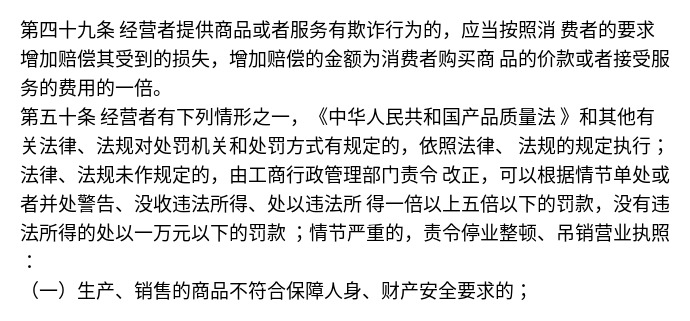 第四十九条 经营者提供商品或者服务有欺诈行为的，应当按照消 费者的要求
增加赔偿其受到的损失，增加赔偿的金额为消费者购买商 品的价款或者接受服
务的费用的一倍。
第五十条 经营者有下列情形之一，《中华人民共和国产品质量法 》和其他有
关法律、法规对处罚机关和处罚方式有规定的，依照法律、 法规的规定执行；
法律、法规未作规定的，由工商行政管理部门责令 改正，可以根据情节单处或
者并处警告、没收违法所得、处以违法所 得一倍以上五倍以下的罚款，没有违
法所得的处以一万元以下的罚款 ；情节严重的，责令停业整顿、吊销营业执照
：
（一）生产、销售的商品不符合保障人身、财产安全要求的；